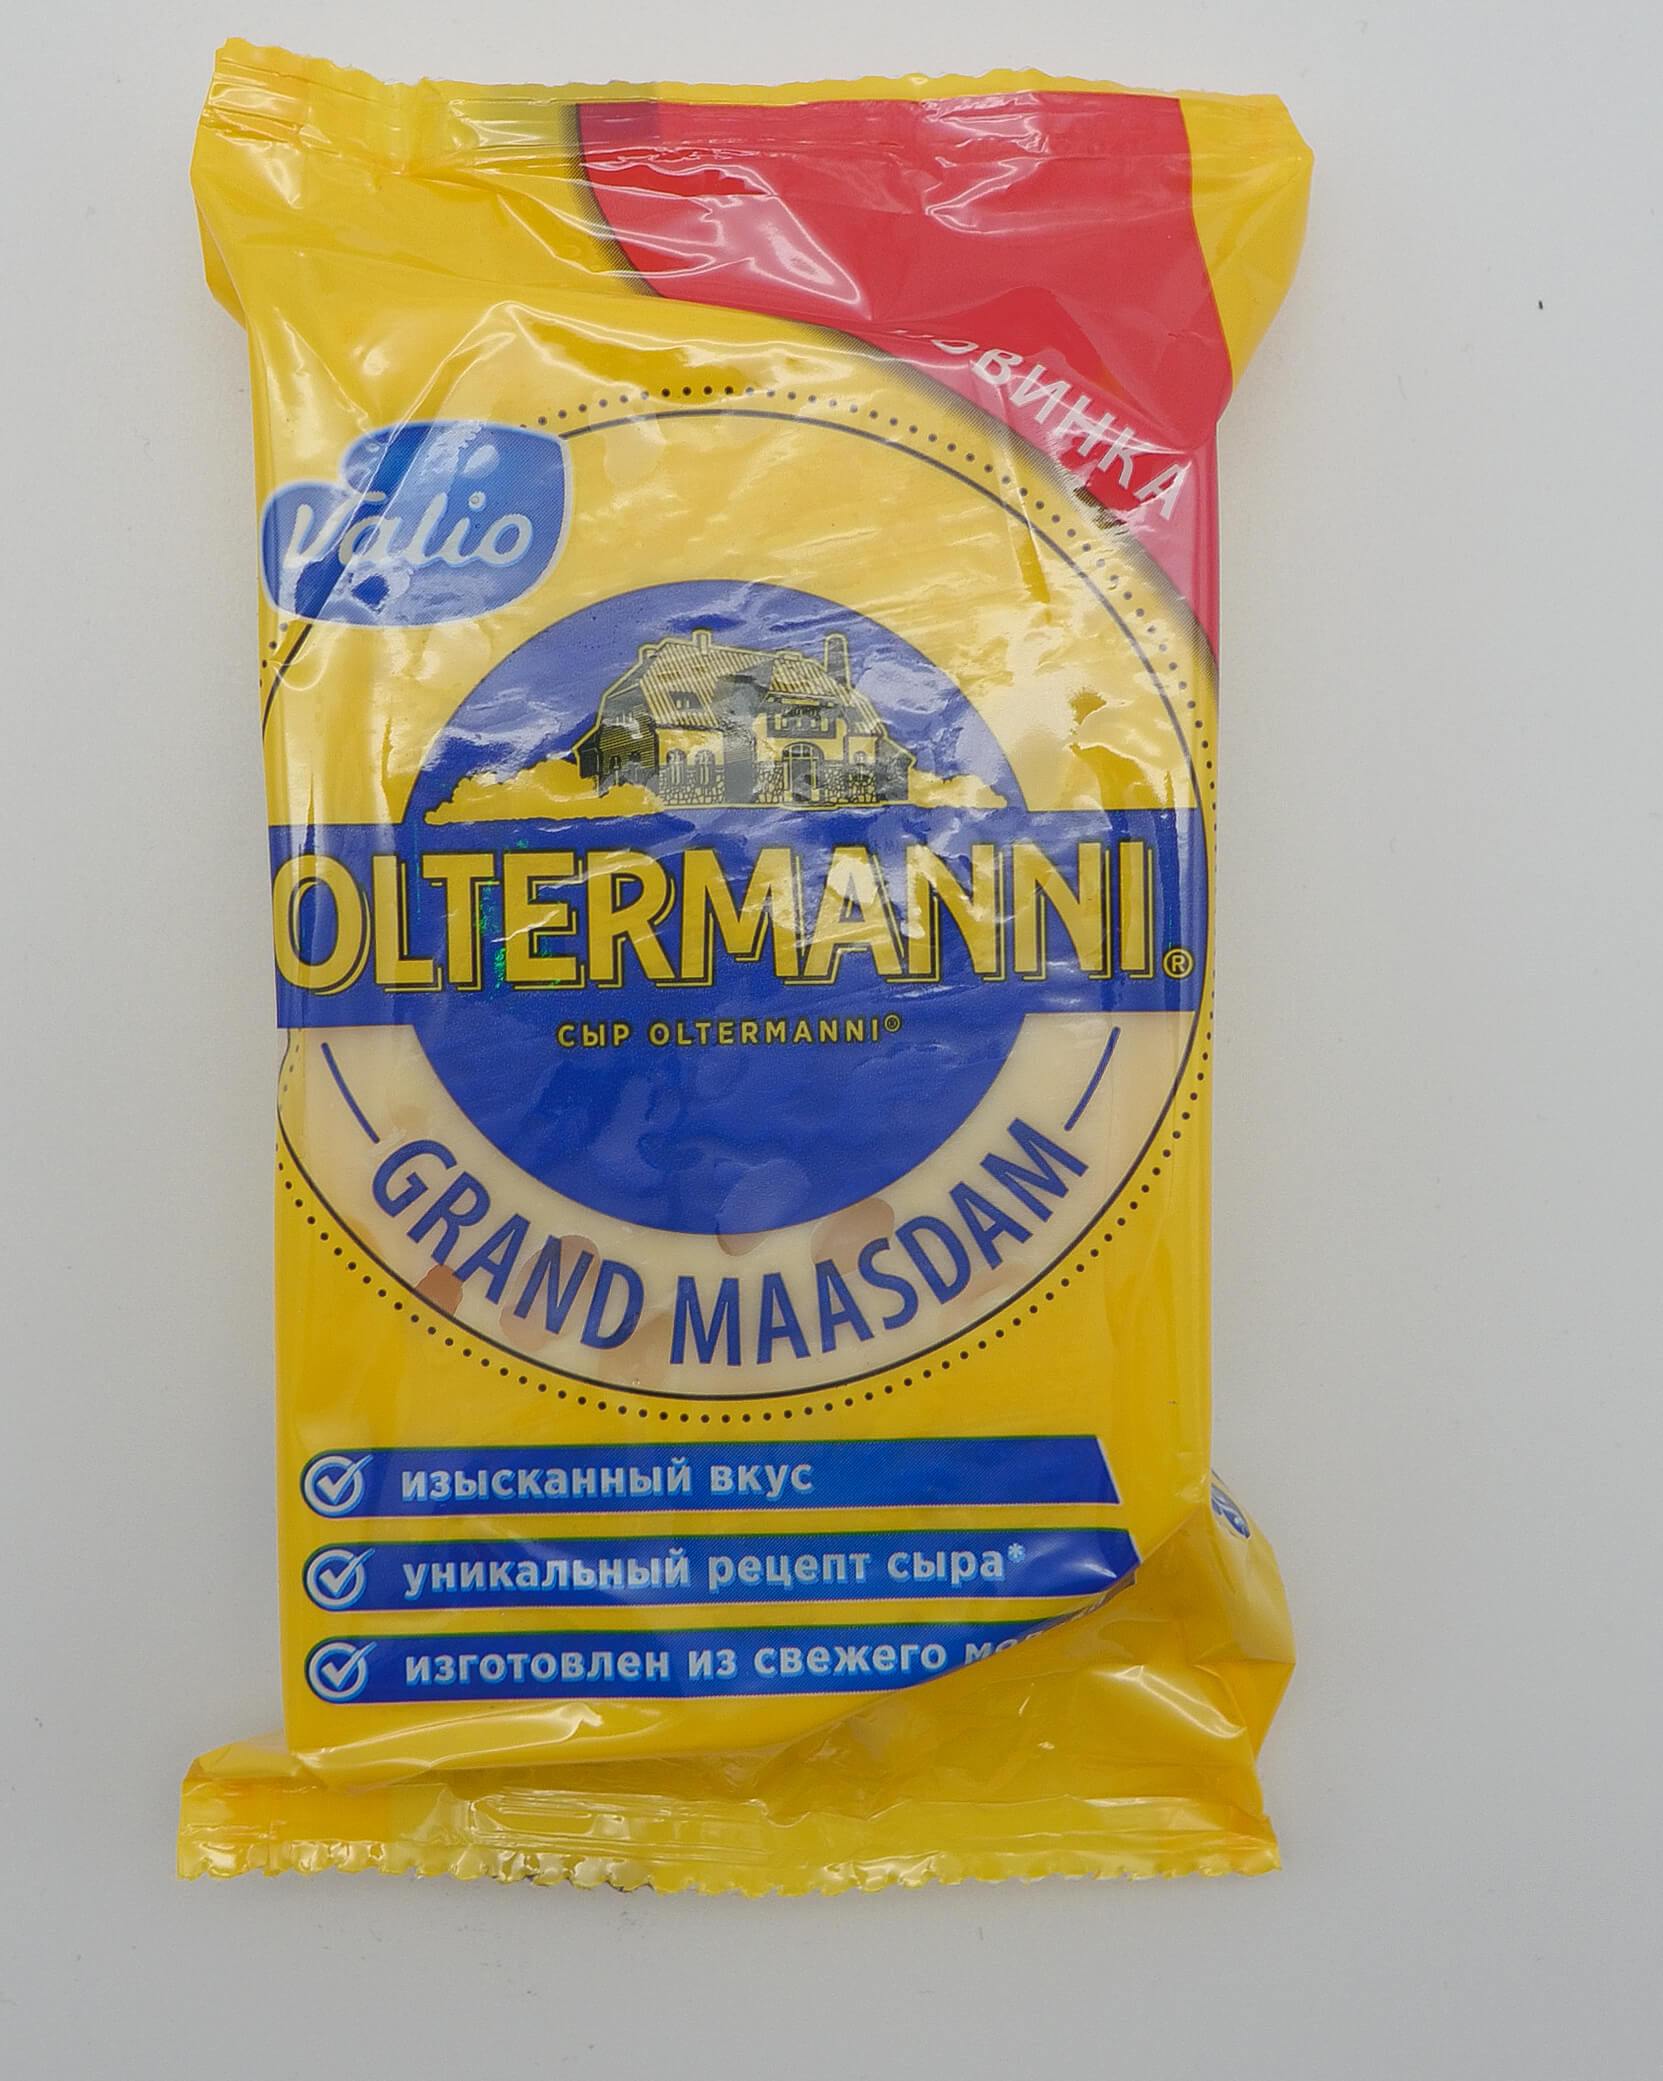 Valio
OLTERMANNI®
СЫР OLTERMANNI®
GRAND MAASDAM
изысканный вкус
уникальный рецепт сыра*
изготовлен из свежего